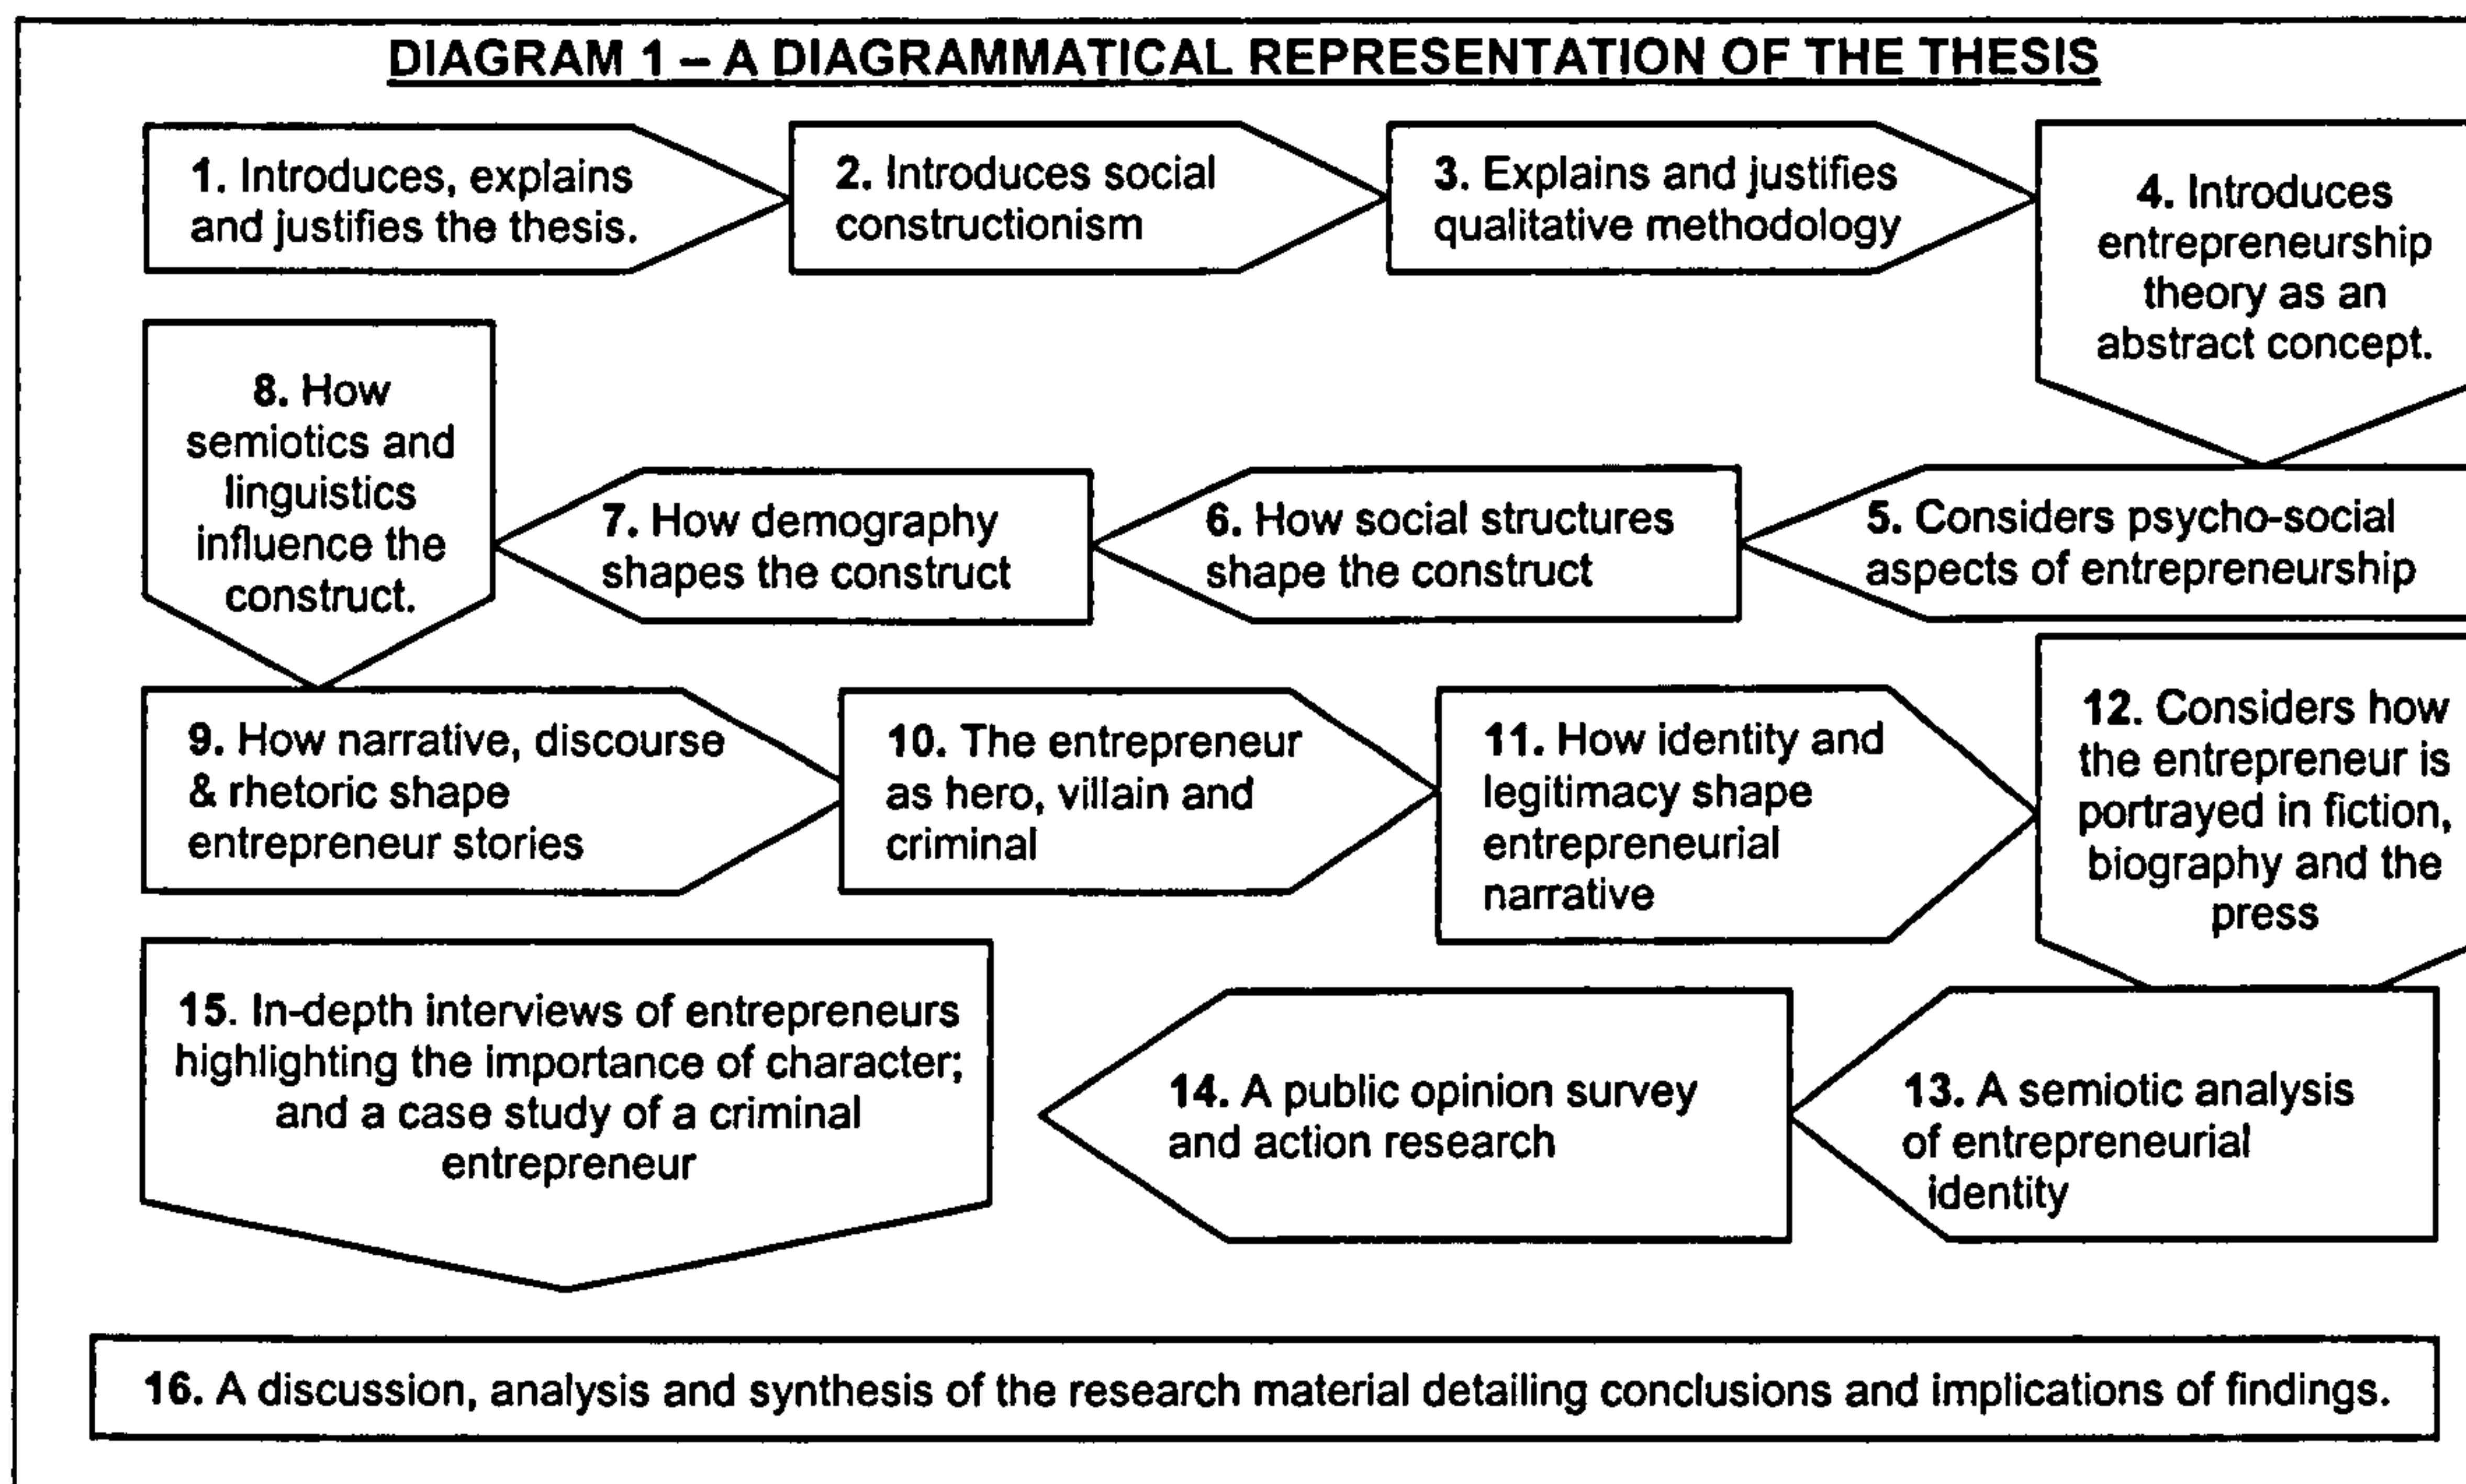 DIAGRAM 1 – A DIAGRAMMATICAL REPRESENTATION OF THE THESIS
1. Introduces, explains
and justifies the thesis.
2. Introduces social
constructionism
3. Explains and justifies
qualitative methodology
4. Introduces
entrepreneurship
theory as an
abstract concept.
5. Considers psycho-social
aspects of entrepreneurship
6. How social structures
shape the construct
7. How demography
shapes the construct
8. How
semiotics and
linguistics
influence the
construct.
9. How narrative, discourse
& rhetoric shape
entrepreneur stories
10. The entrepreneur
as hero, villain and
criminal
11. How identity and
legitimacy shape
entrepreneurial
narrative
12. Considers how
the entrepreneur is
portrayed in fiction,
biography and the
press
13. A semiotic analysis
of entrepreneurial
identity
14. A public opinion survey
and action research
15. In-depth interviews of entrepreneurs
highlighting the importance of character;
and a case study of a criminal
entrepreneur
16. A discussion, analysis and synthesis of the research material detailing conclusions and implications of findings.